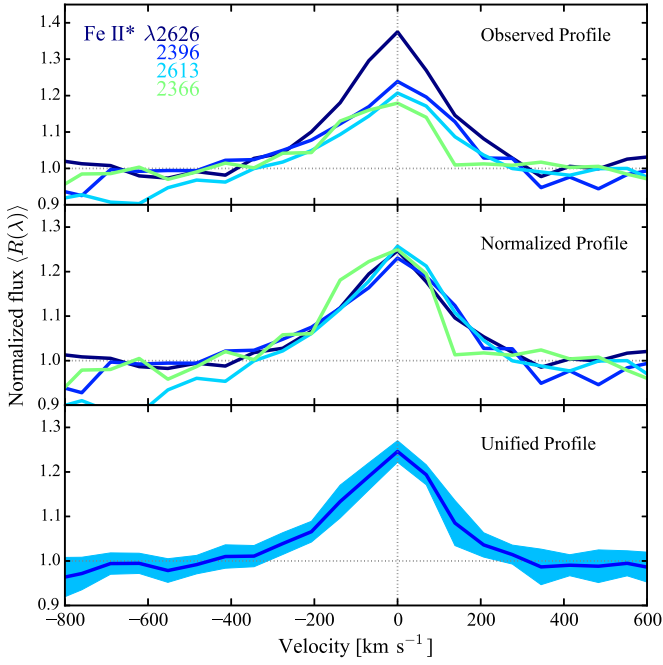 Fe II* λ2626
2396
2613
2366
Observed Profile
1.4
1.3
1.2
1.1
1.0
0.9
Normalized Profile
1.3
1.2
1.1
1.0
0.9
Unified Profile
1.3
1.2
1.1
1.0
0.9
Normalized flux ⟨R(λ)⟩
−800 −600 −400 −200 0 200 400 600
Velocity [km s⁻¹]